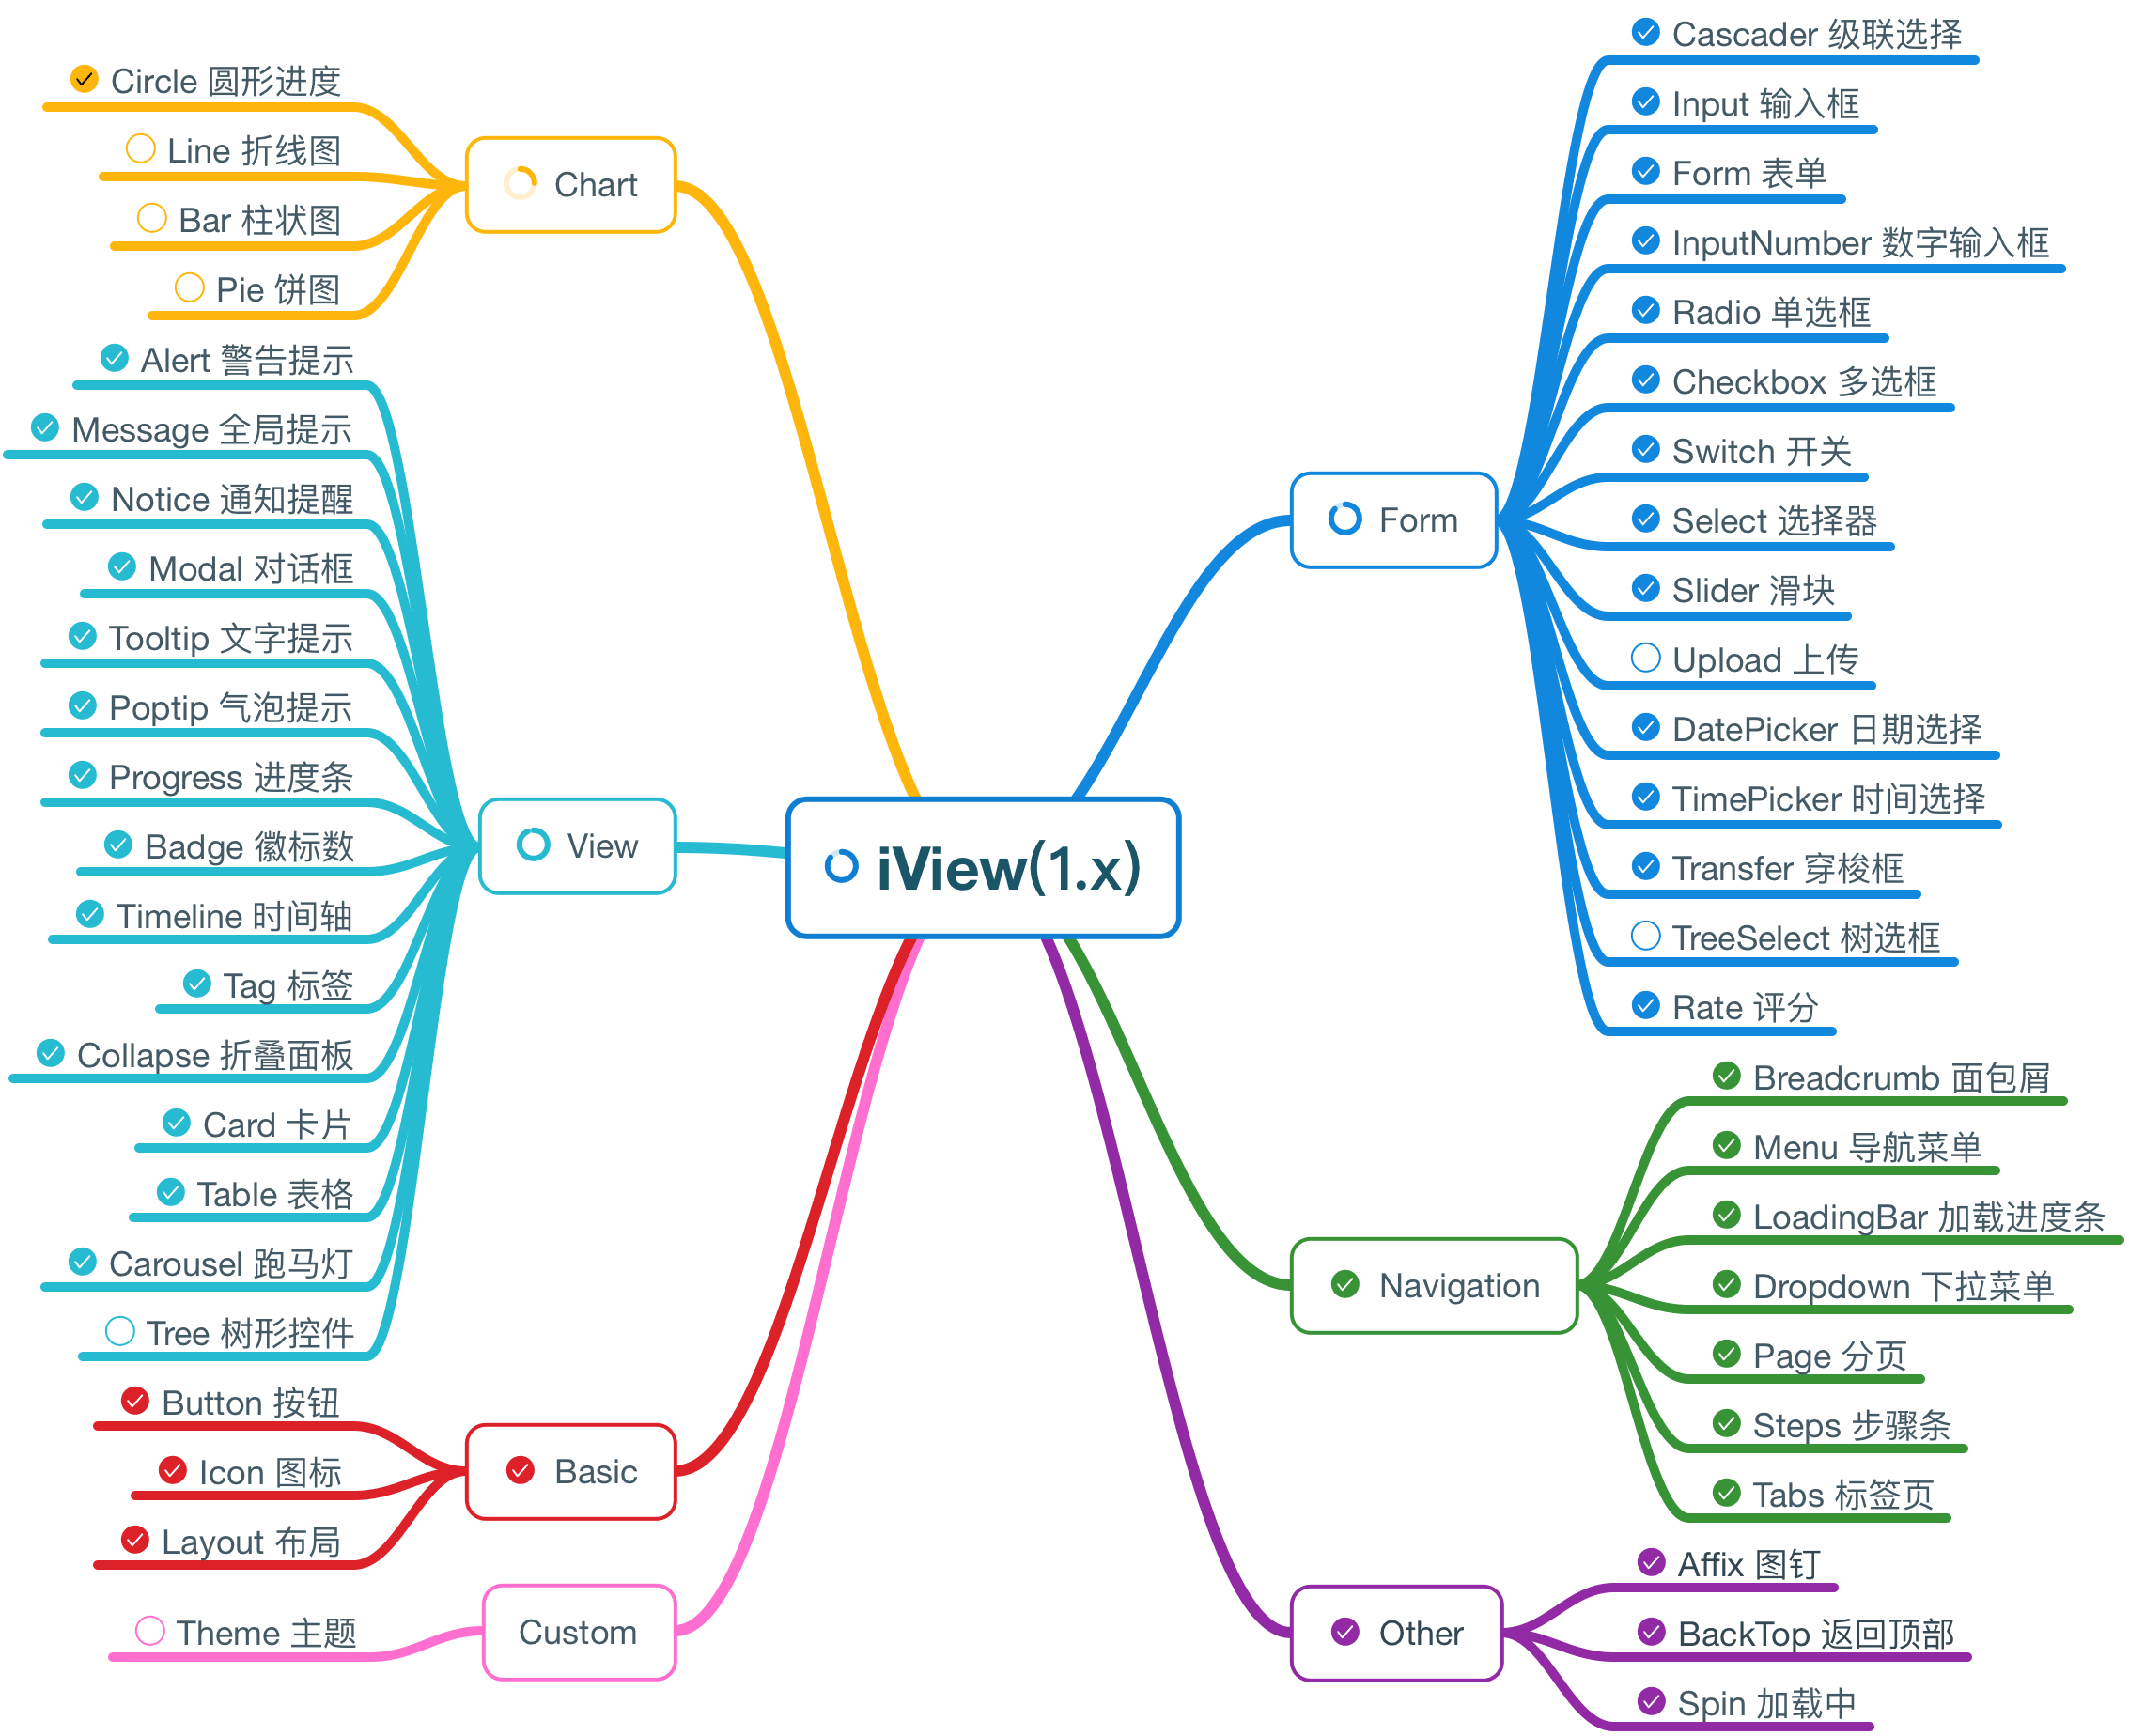 iView(1.x)
Chart
Circle 圆形进度
Line 折线图
Bar 柱状图
Pie 饼图
View
Alert 警告提示
Message 全局提示
Notice 通知提醒
Modal 对话框
Tooltip 文字提示
Poptip 气泡提示
Progress 进度条
Badge 徽标数
Timeline 时间轴
Tag 标签
Collapse 折叠面板
Card 卡片
Table 表格
Carousel 跑马灯
Tree 树形控件
Basic
Button 按钮
Icon 图标
Layout 布局
Custom
Theme 主题
Form
Cascader 级联选择
Input 输入框
Form 表单
InputNumber 数字输入框
Radio 单选框
Checkbox 多选框
Switch 开关
Select 选择器
Slider 滑块
Upload 上传
DatePicker 日期选择
TimePicker 时间选择
Transfer 穿梭框
TreeSelect 树选框
Rate 评分
Navigation
Breadcrumb 面包屑
Menu 导航菜单
LoadingBar 加载进度条
Dropdown 下拉菜单
Page 分页
Steps 步骤条
Tabs 标签页
Other
Affix 图钉
BackTop 返回顶部
Spin 加载中